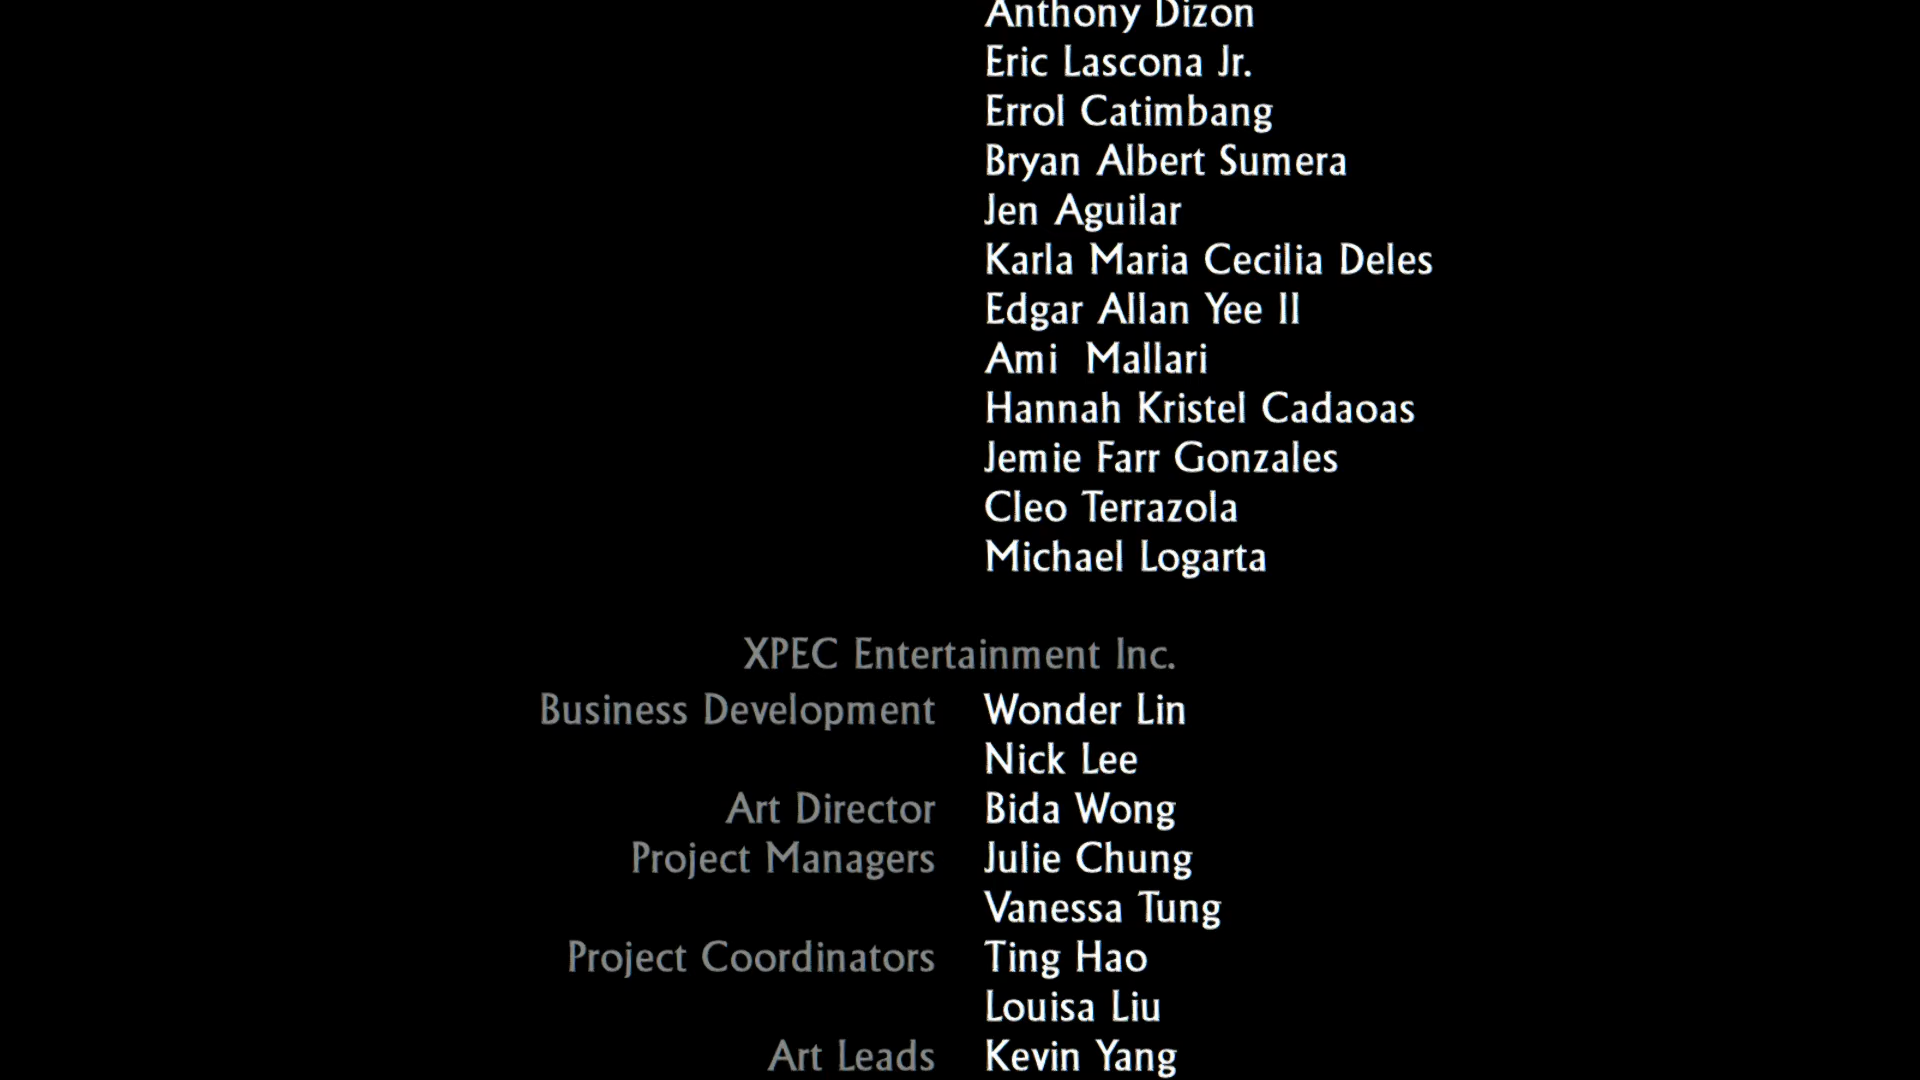 Anthony Dizon
Eric Lascona Jr.
Errol Catimbang
Bryan Albert Sumera
Jen Aguilar
Karla Maria Cecilia Deles
Edgar Allan Yee II
Ami  Mallari
Hannah Kristel Cadaoas
Jemie Farr Gonzales
Cleo Terrazola
Michael Logarta
XPEC Entertainment Inc.
Business Development Wonder Lin
Nick Lee
Art Director Bida Wong
Project Managers Julie Chung
Vanessa Tung
Project Coordinators Ting Hao
Louisa Liu
Art Leads Kevin Yang